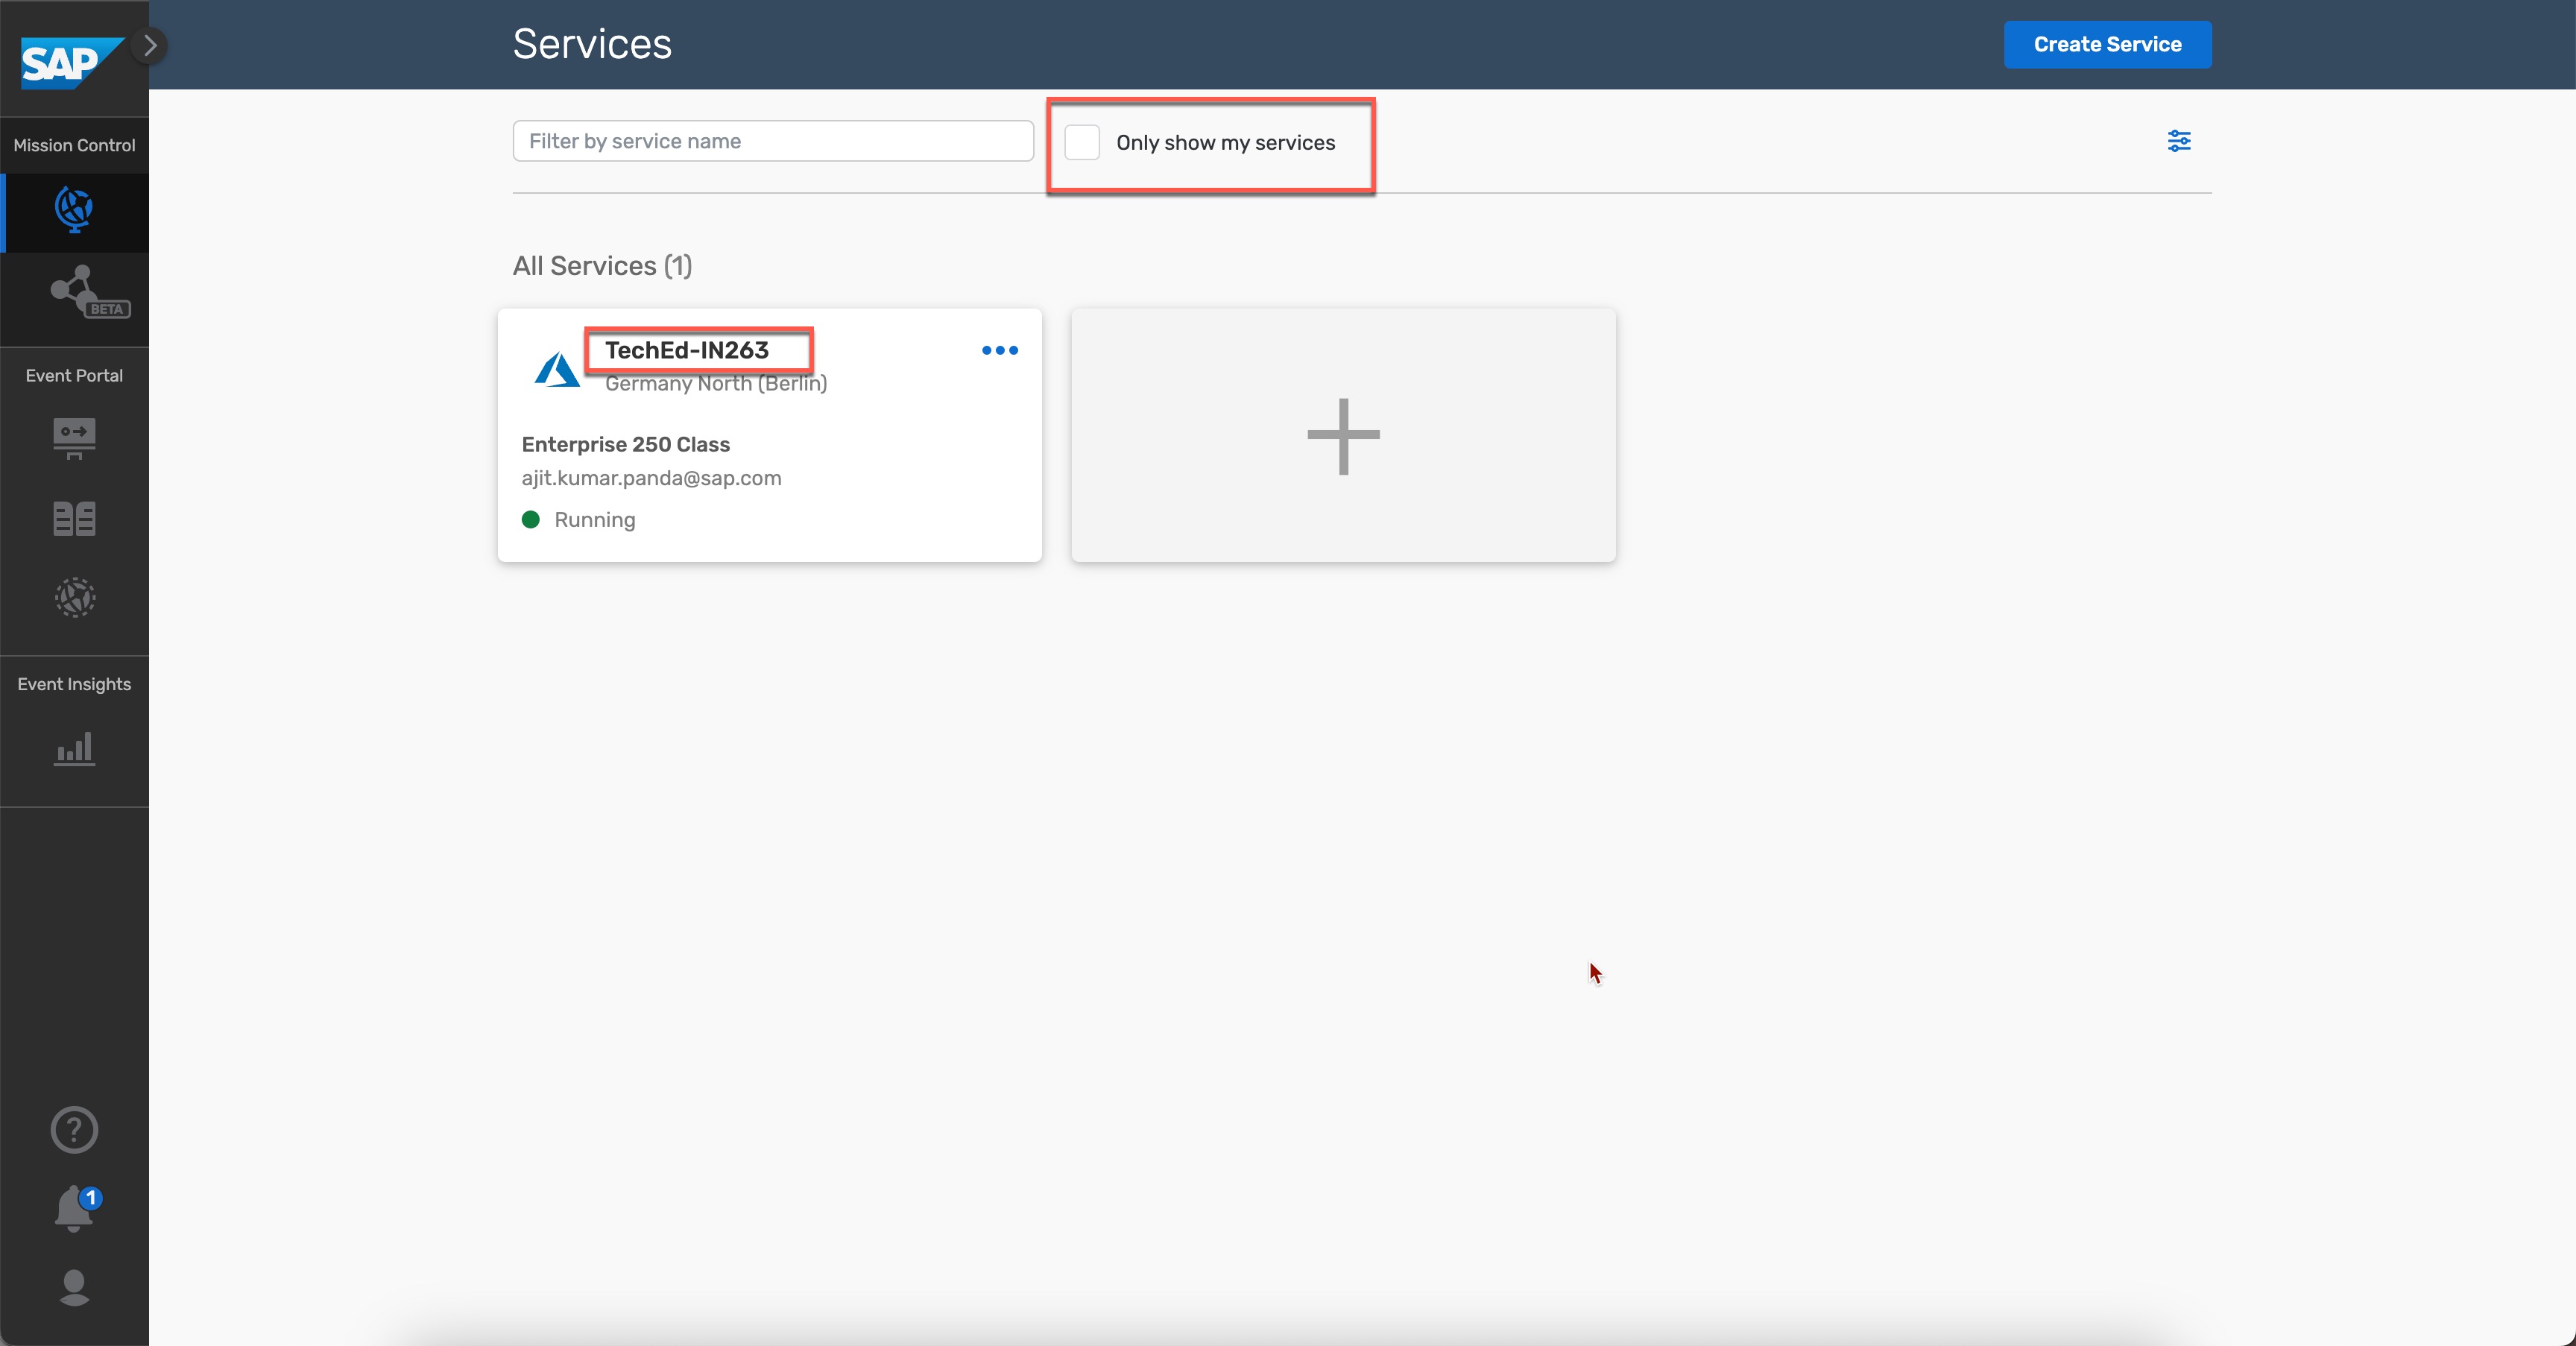 SAP
Services
Create Service
Mission Control
Filter by service name
Only show my services
All Services (1)
BETA
TechEd-IN263
Germany North (Berlin)
Event Portal
Enterprise 250 Class
ajit.kumar.panda@sap.com
Running
Event Insights
?
1